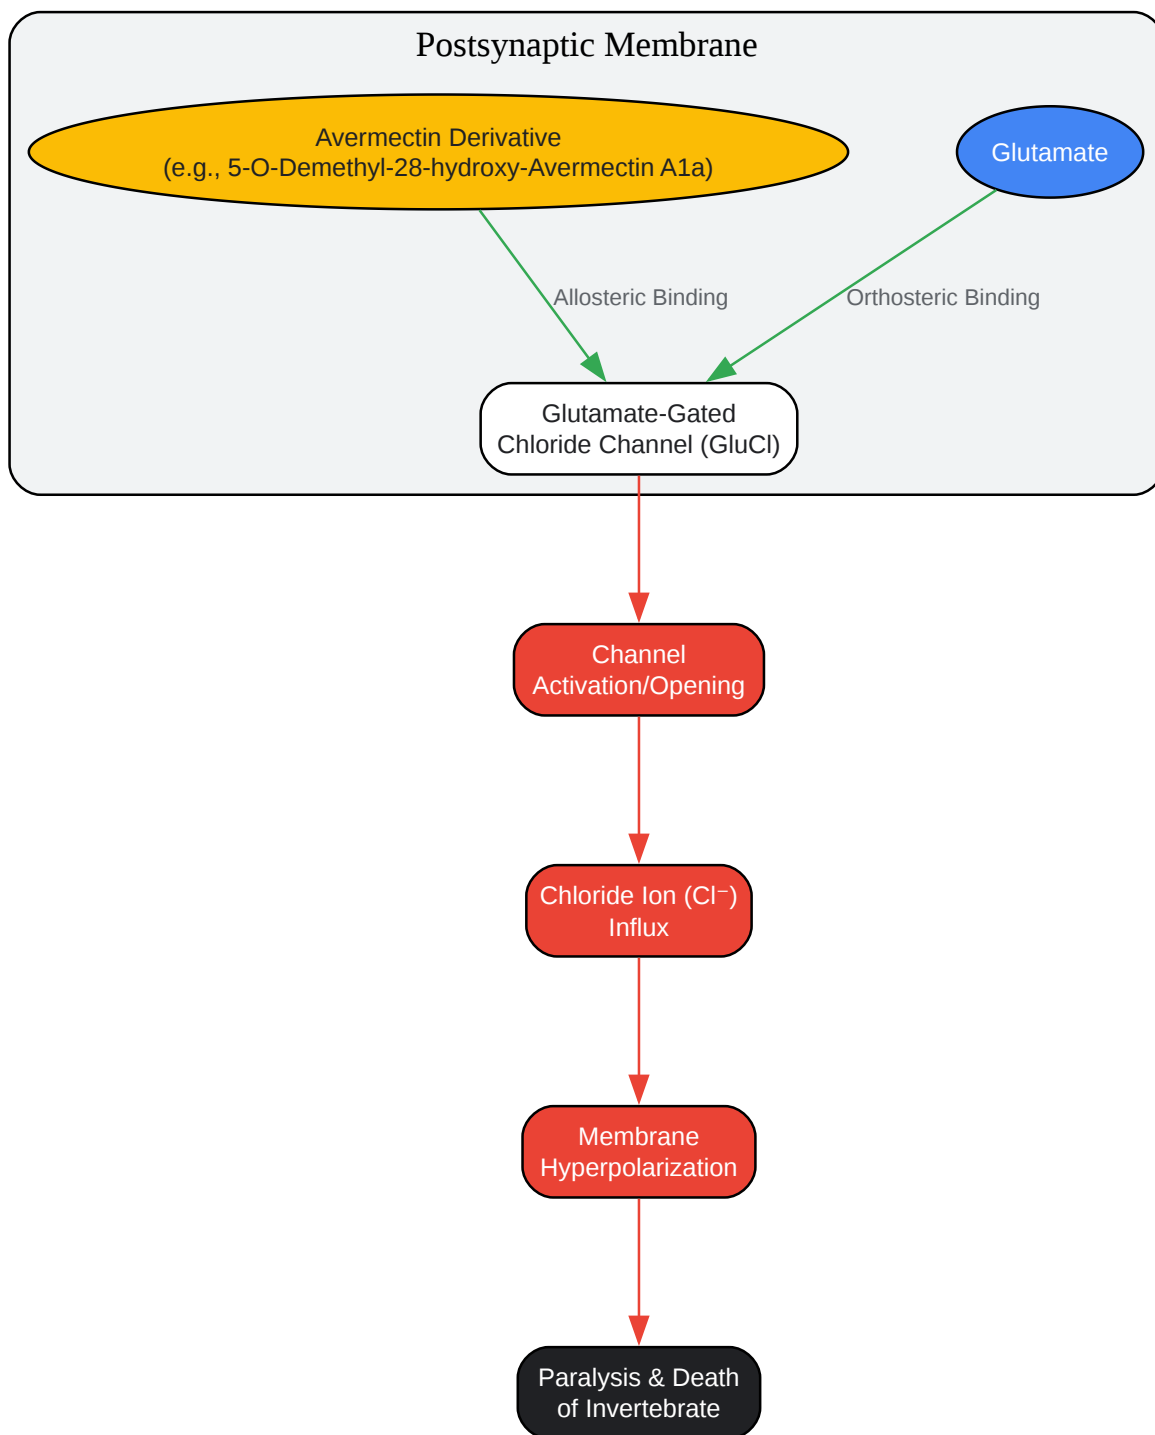 Postsynaptic Membrane
Avermectin Derivative
(e.g., 5-O-Demethyl-28-hydroxy-Avermectin A1a)
Glutamate
Allosteric Binding
Orthosteric Binding
Glutamate-Gated
Chloride Channel (GluCl)
Channel
Activation/Opening
Chloride Ion (Cl⁻)
Influx
Membrane
Hyperpolarization
Paralysis & Death
of Invertebrate